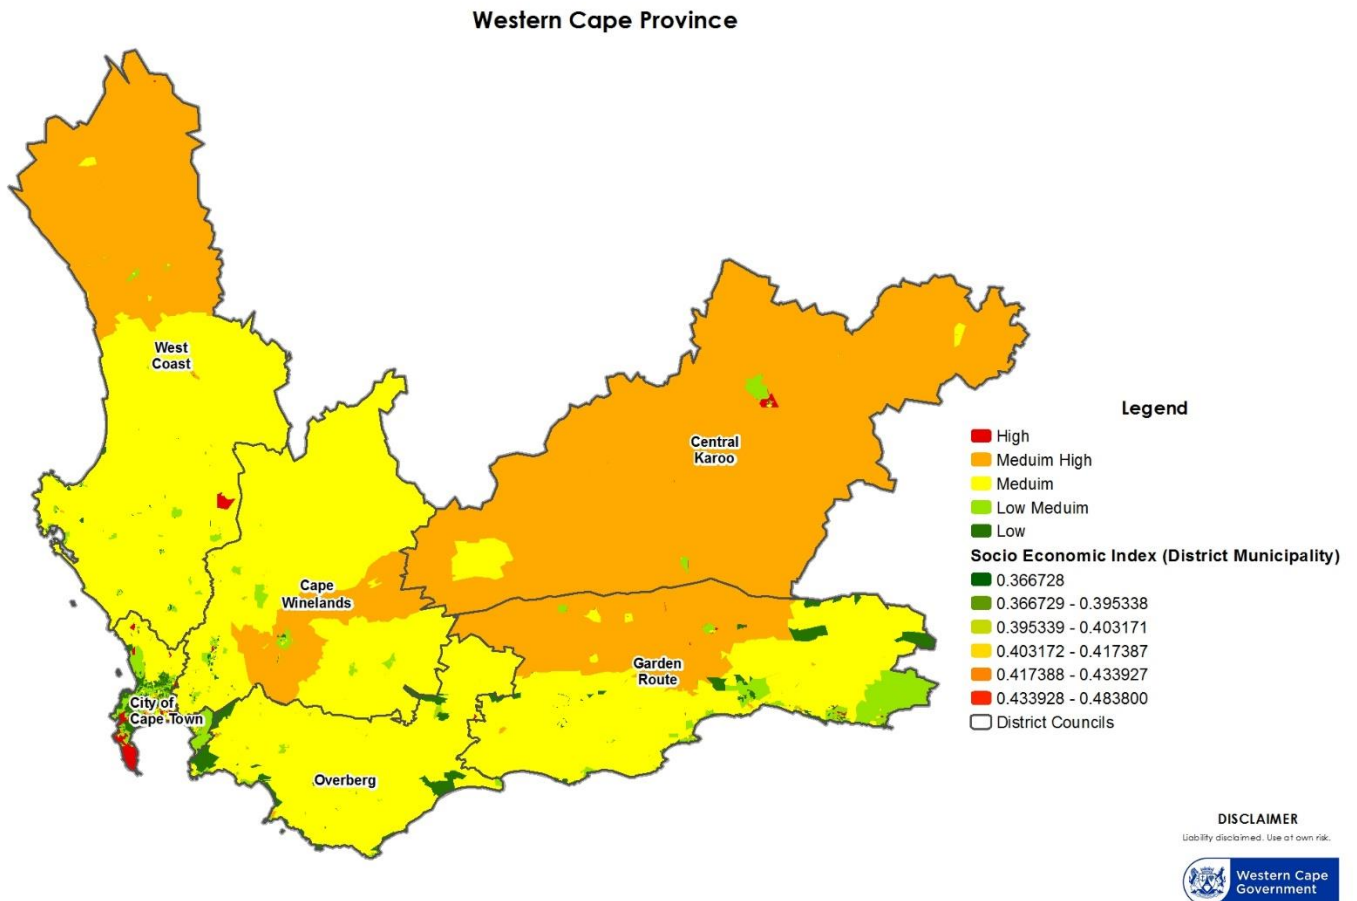 Western Cape Province
West
Coast
Central
Karoo
Cape
Winelands
Garden
Route
City of
Cape Town
Overberg
Legend
High
Meduim High
Meduim
Low Meduim
Low
Socio Economic Index (District Municipality)
0.366728
0.366729 - 0.395338
0.395339 - 0.403171
0.403172 - 0.417387
0.417388 - 0.433927
0.433928 - 0.483800
District Councils
DISCLAIMER
Liability disclaimed. Use at own risk.
Western Cape
Government